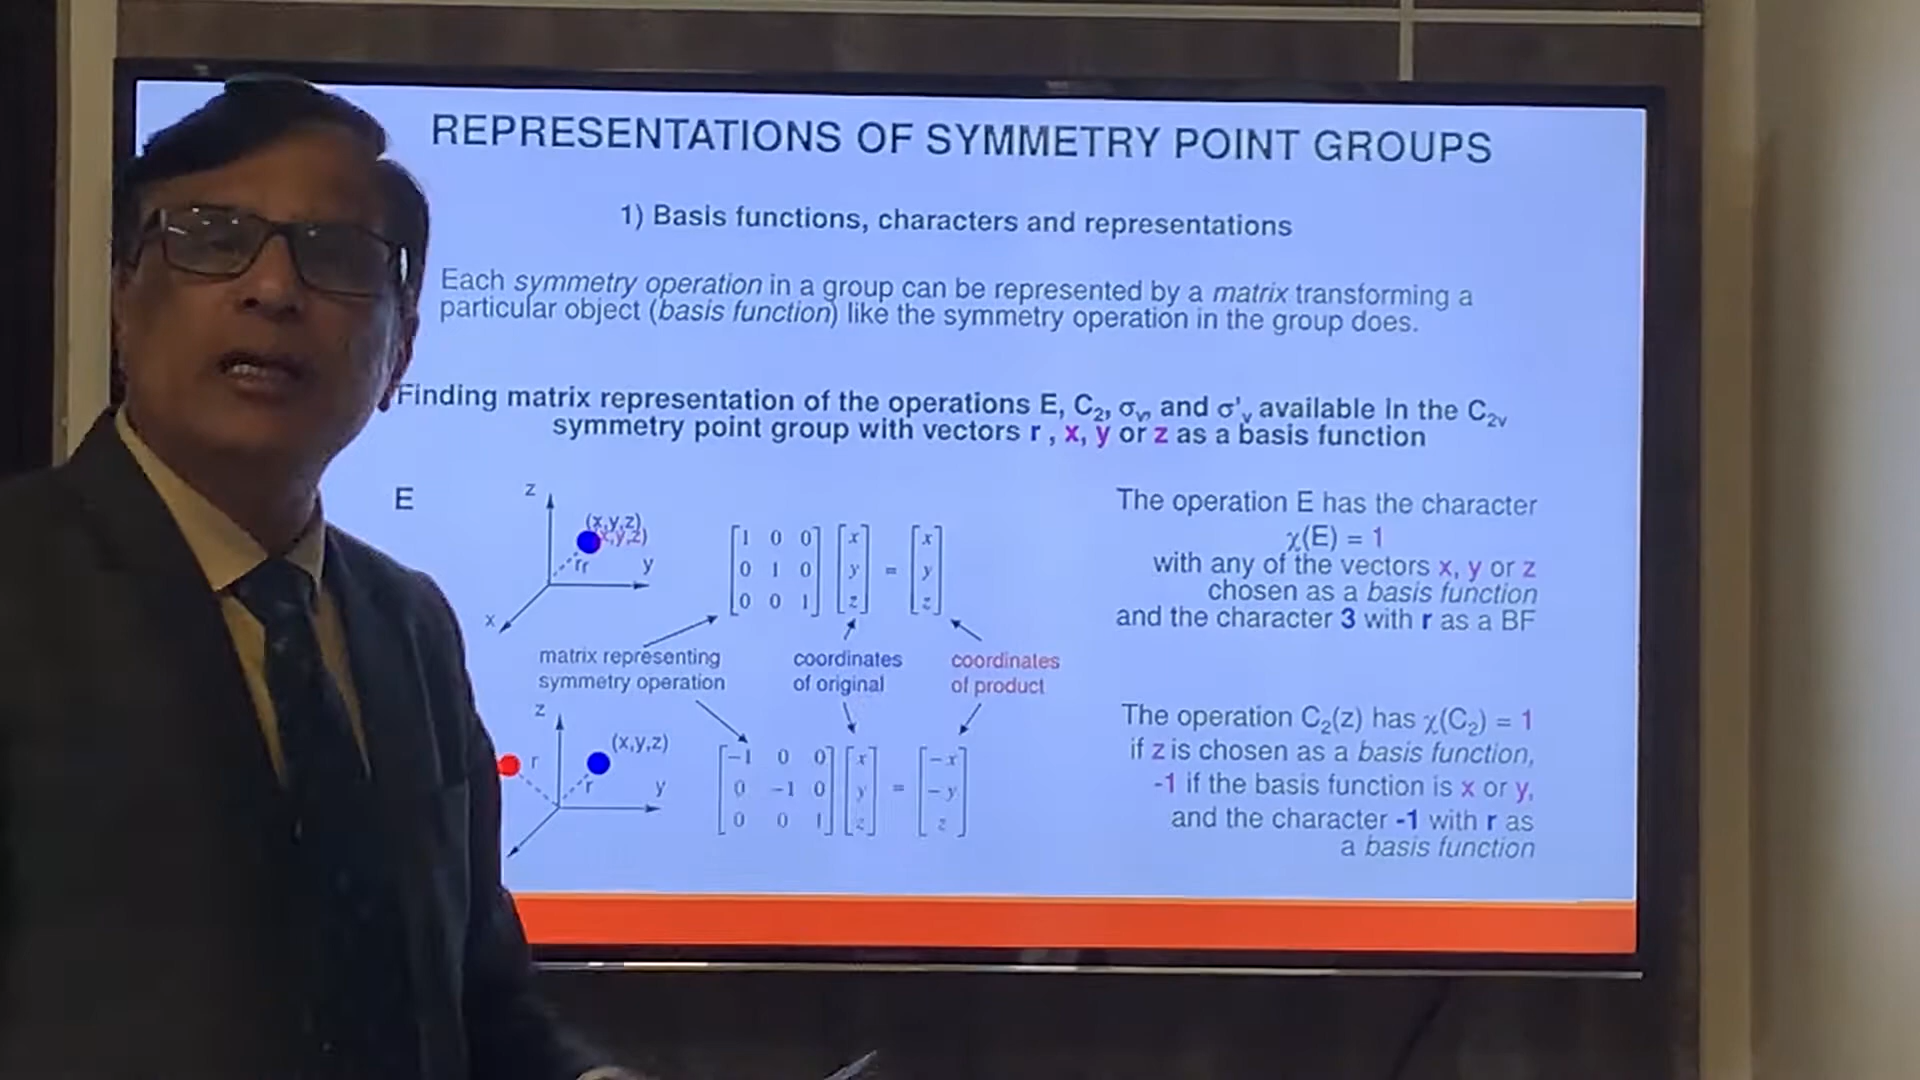 REPRESENTATIONS OF SYMMETRY POINT GROUPS
1) Basis functions, characters and representations
Each symmetry operation in a group can be represented by a matrix transforming a
particular object (basis function) like the symmetry operation in the group does.
Finding matrix representation of the operations E, C₂, σᵥ, and σ'ᵥ available in the C₂ᵥ
symmetry point group with vectors r , x, y or z as a basis function
E
z
(x,y,z)
(x,y,z)
rr
y
x
[1 0 0] [x] = [x]
[0 1 0] [y] [y]
[0 0 1] [z] [z]
The operation E has the character
χ(E) = 1
with any of the vectors x, y or z
chosen as a basis function
and the character 3 with r as a BF
matrix representing
symmetry operation
coordinates
of original
coordinates
of product
z
(x,y,z)
r
r
y
[−1 0 0] [x] = [−x]
[0 −1 0] [y] [−y]
[0 0 1] [z] [z]
The operation C₂(z) has χ(C₂) = 1
if z is chosen as a basis function,
-1 if the basis function is x or y,
and the character -1 with r as
a basis function